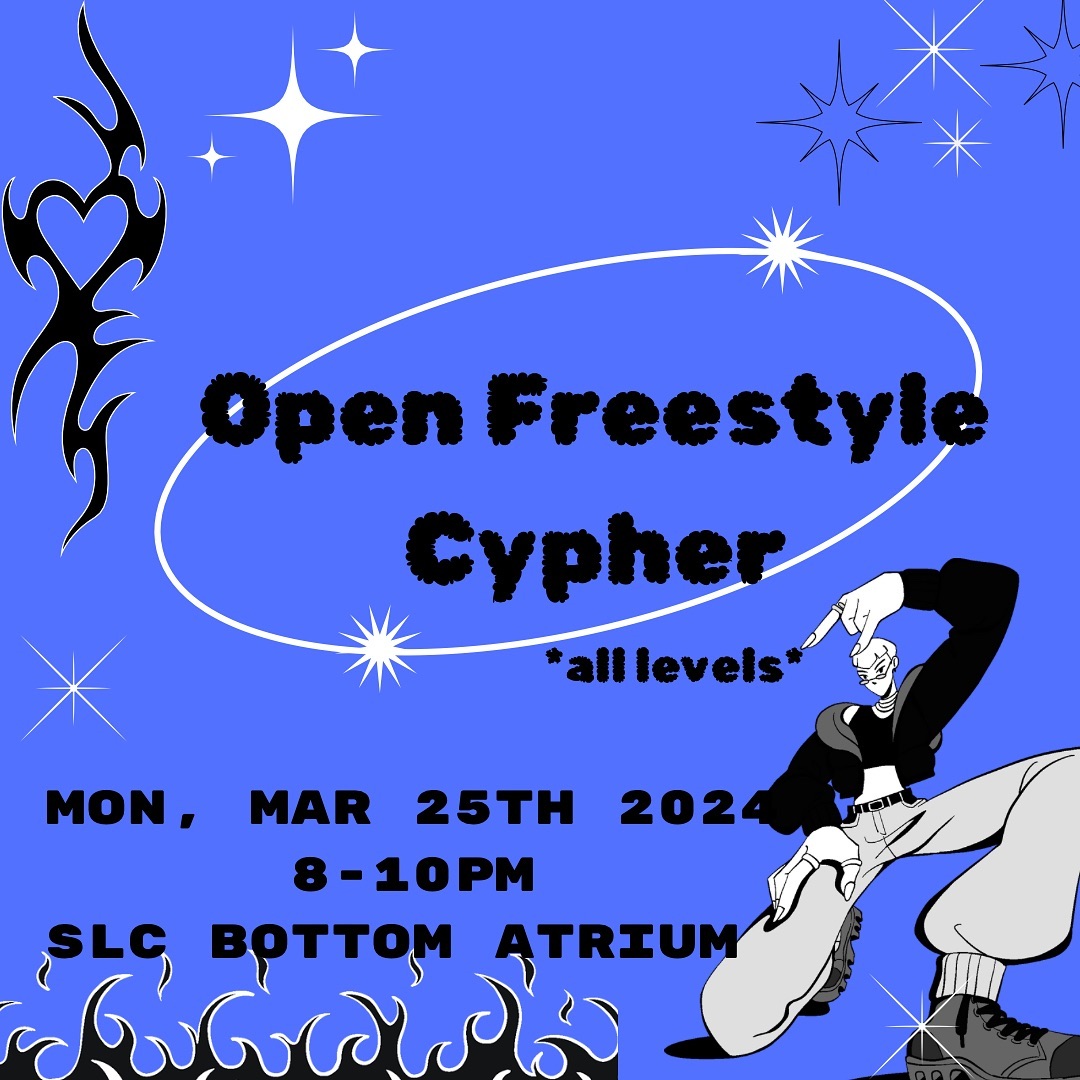 Open Freestyle
Cypher
*all levels*
MON, MAR 25TH 2024
8-10PM
SLC BOTTOM ATRIUM